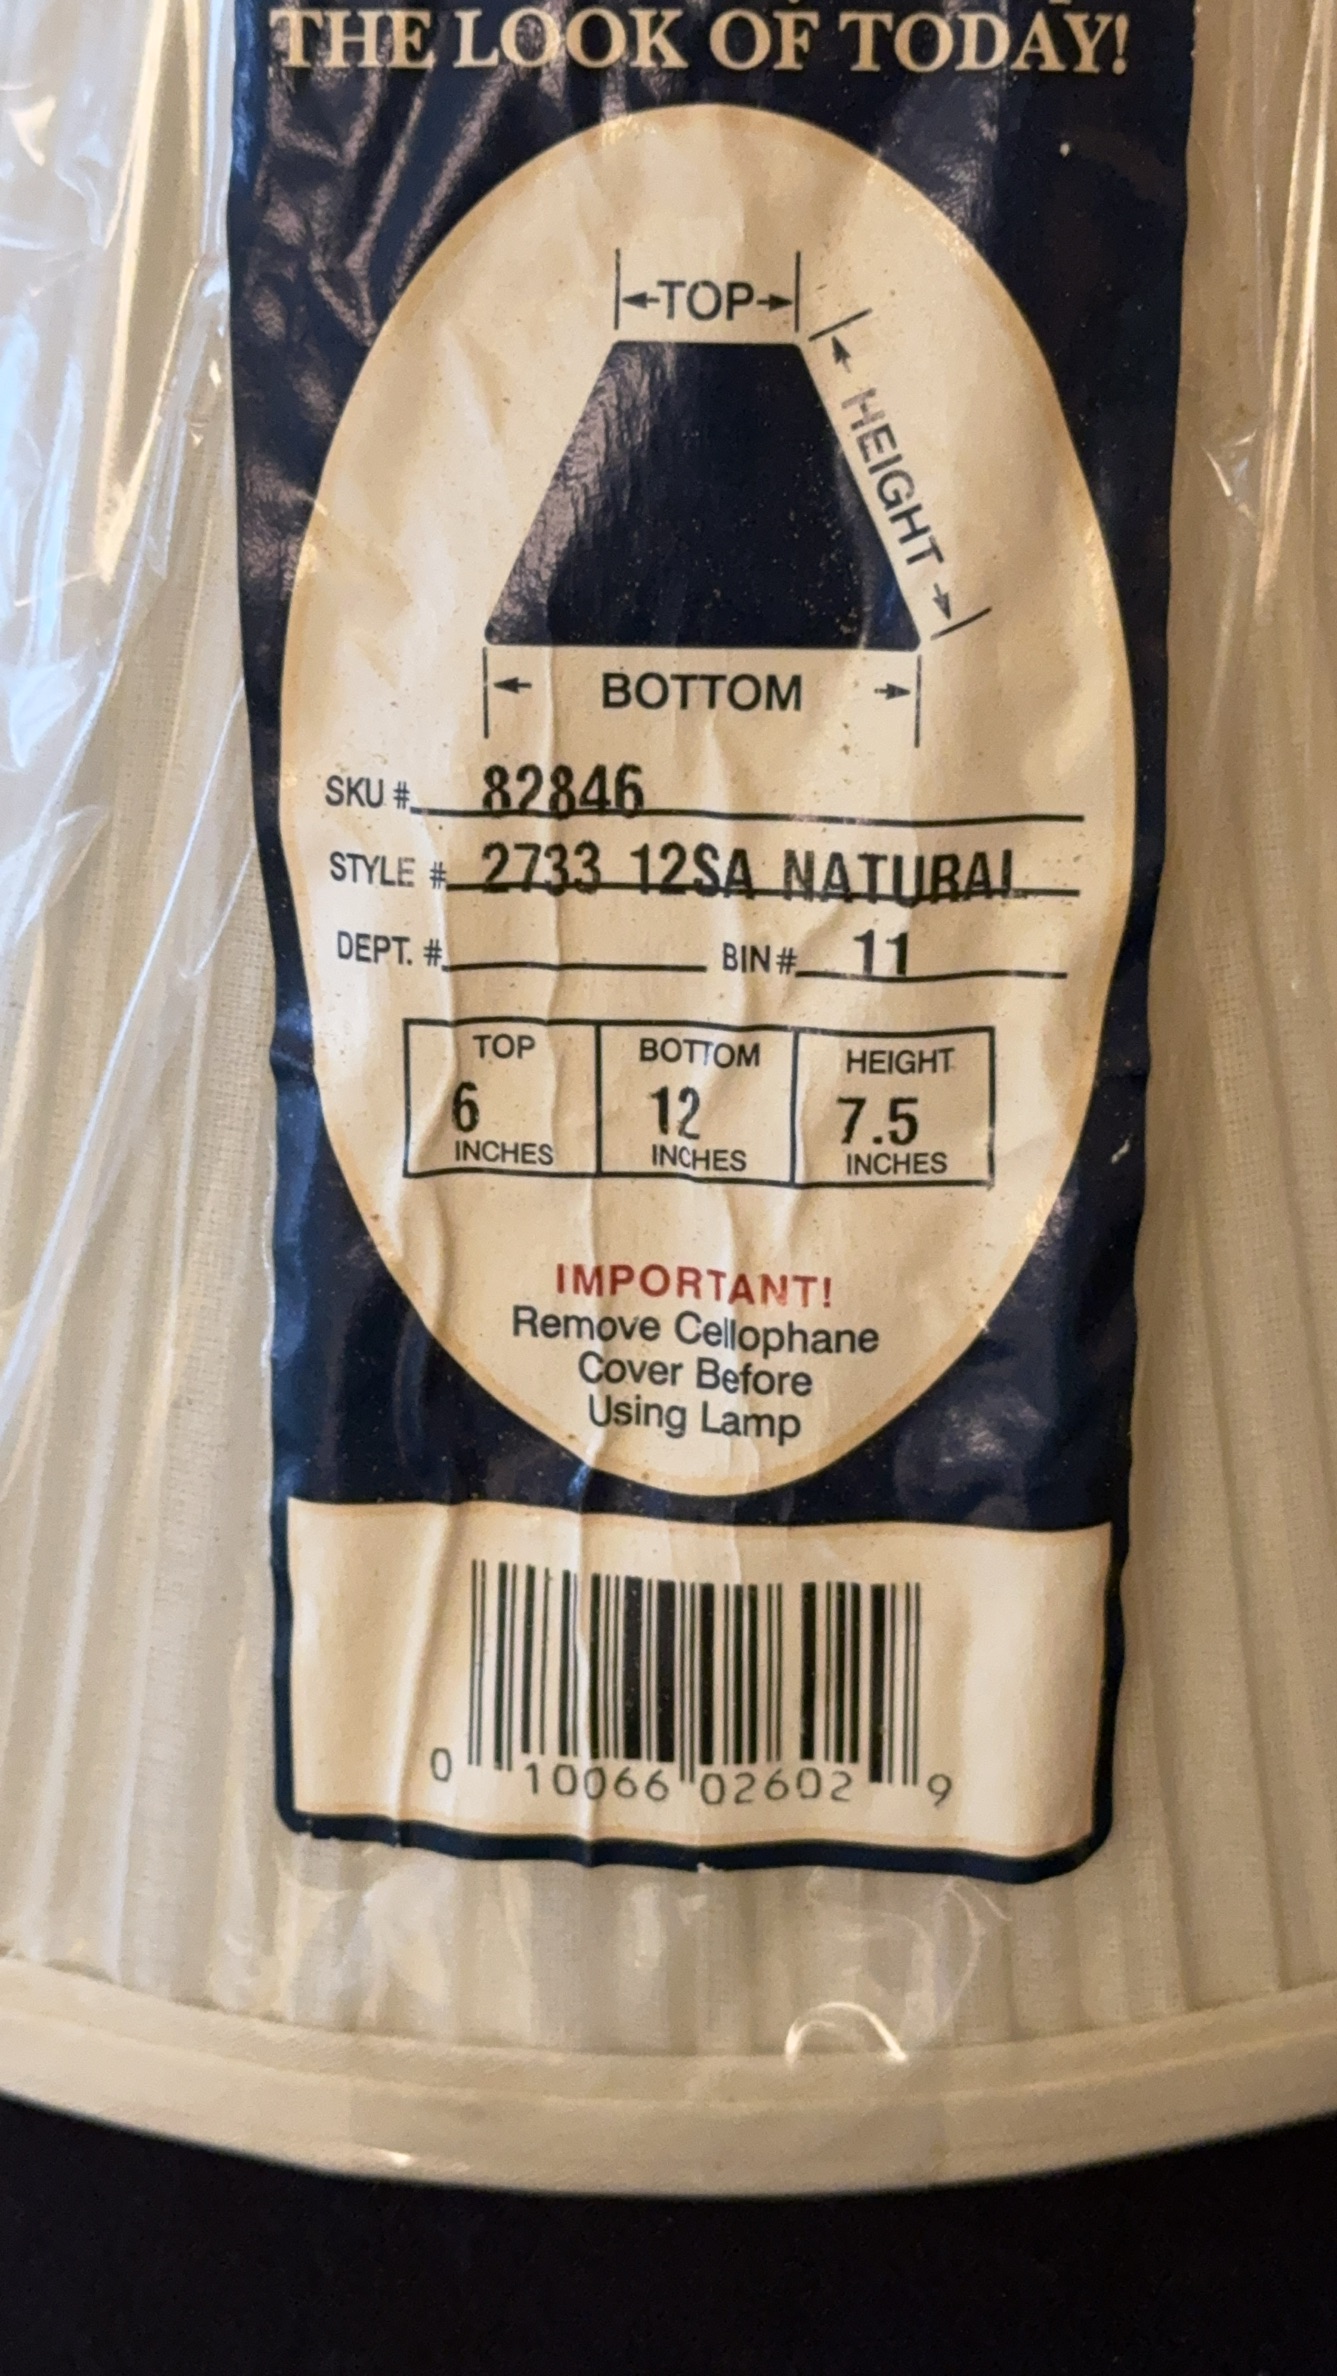 THE LOOK OF TODAY!
TOP
HEIGHT
BOTTOM
SKU # 82846
STYLE # 2733 12SA NATURAL
DEPT. # BIN# 11
TOP BOTTOM HEIGHT
6 12 7.5
INCHES INCHES INCHES
IMPORTANT!
Remove Cellophane
Cover Before
Using Lamp
0 10066 02602 9